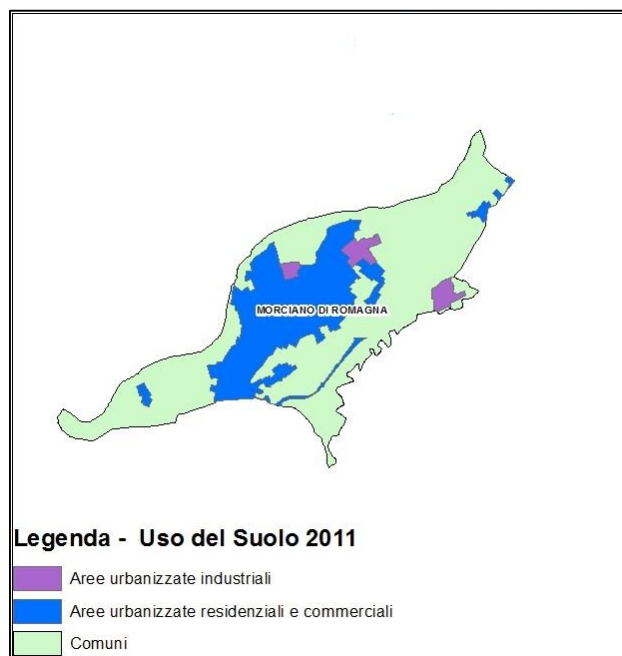 MORCIANO DI ROMAGNA
Legenda - Uso del Suolo 2011
Aree urbanizzate industriali
Aree urbanizzate residenziali e commerciali
Comuni